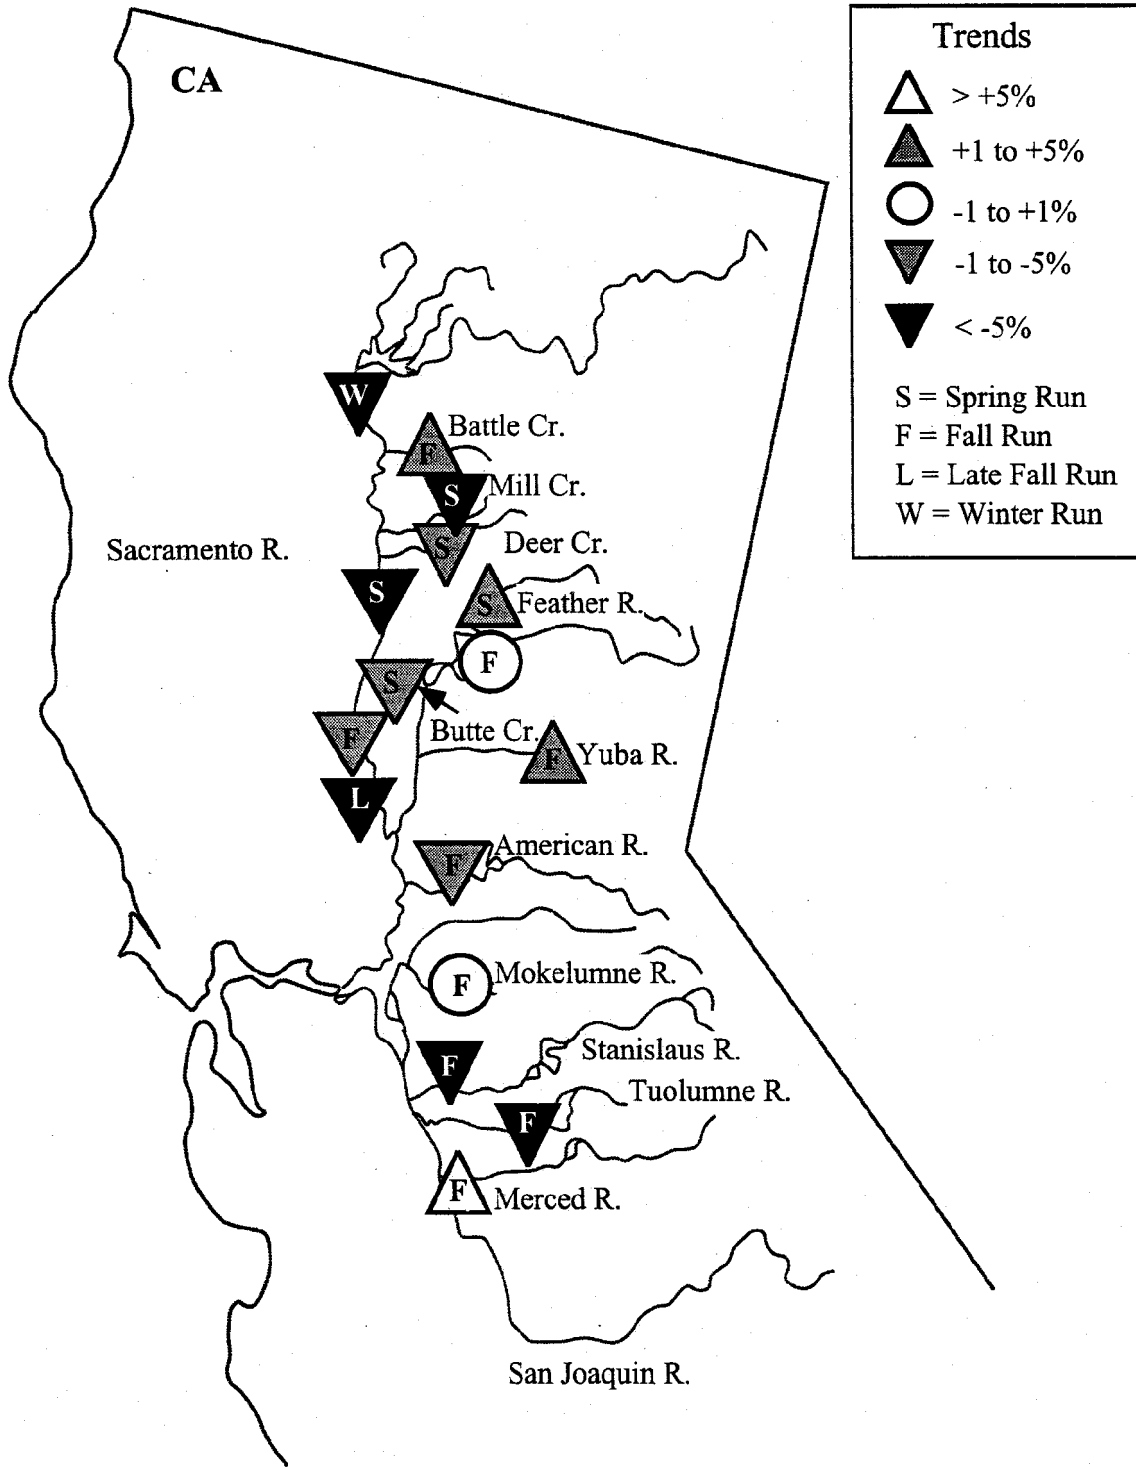 CA
Trends
> +5%
+1 to +5%
-1 to +1%
-1 to -5%
< -5%
S = Spring Run
F = Fall Run
L = Late Fall Run
W = Winter Run
W
Battle Cr.
F
S
Mill Cr.
S
Deer Cr.
Sacramento R.
S
S
Feather R.
F
S
Butte Cr.
F
F
Yuba R.
L
American R.
F
F
Mokelumne R.
F
Stanislaus R.
Tuolumne R.
F
F
Merced R.
San Joaquin R.